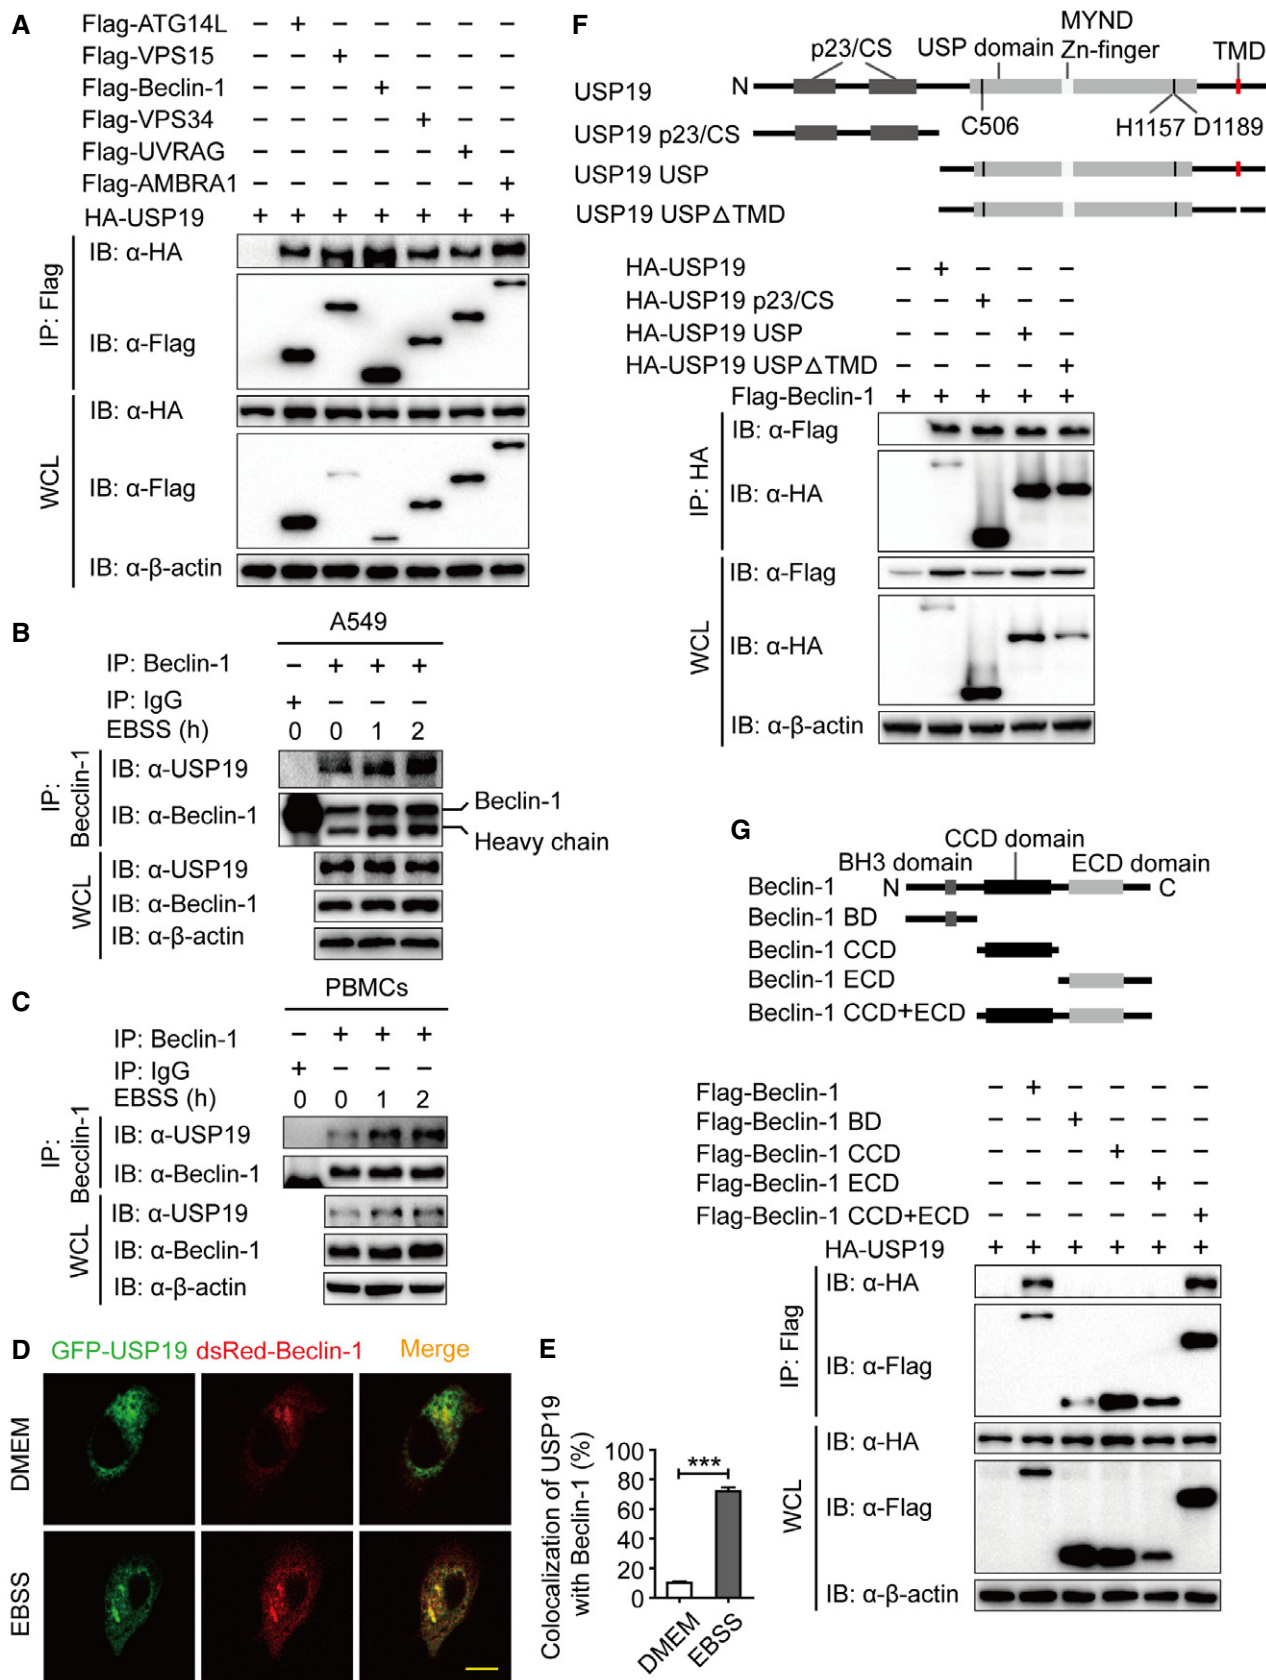 A
Flag-ATG14L – + – – – – –
Flag-VPS15 – – + – – – –
Flag-Beclin-1 – – – + – – –
Flag-VPS34 – – – – + – –
Flag-UVRAG – – – – – + –
Flag-AMBRA1 – – – – – – +
HA-USP19 + + + + + + +
IP: Flag
IB: α-HA
IB: α-Flag
WCL
IB: α-HA
IB: α-Flag
IB: α-β-actin
B
A549
IP: Beclin-1 – + + +
IP: IgG + – – –
EBSS (h) 0 0 1 2
IP: Becclin-1
IB: α-USP19
IB: α-Beclin-1
Beclin-1
Heavy chain
WCL
IB: α-USP19
IB: α-Beclin-1
IB: α-β-actin
C
PBMCs
IP: Beclin-1 – + + +
IP: IgG + – – –
EBSS (h) 0 0 1 2
IP: Becclin-1
IB: α-USP19
IB: α-Beclin-1
WCL
IB: α-USP19
IB: α-Beclin-1
IB: α-β-actin
D
GFP-USP19 dsRed-Beclin-1 Merge
DMEM
EBSS
E
Colocalization of USP19
with Beclin-1 (%)
100
80
60
40
20
0
***
DMEM
EBSS
F
p23/CS USP domain MYND
Zn-finger TMD
USP19 N
C506 H1157 D1189
USP19 p23/CS
USP19 USP
USP19 USP△TMD
HA-USP19 – + – – –
HA-USP19 p23/CS – – + – –
HA-USP19 USP – – – + –
HA-USP19 USP△TMD – – – – +
Flag-Beclin-1 + + + + +
IP: HA
IB: α-Flag
IB: α-HA
WCL
IB: α-Flag
IB: α-HA
IB: α-β-actin
G
CCD domain
BH3 domain ECD domain
Beclin-1 N C
Beclin-1 BD
Beclin-1 CCD
Beclin-1 ECD
Beclin-1 CCD+ECD
Flag-Beclin-1 – + – – – –
Flag-Beclin-1 BD – – + – – –
Flag-Beclin-1 CCD – – – + – –
Flag-Beclin-1 ECD – – – – + –
Flag-Beclin-1 CCD+ECD – – – – – +
HA-USP19 + + + + + +
IP: Flag
IB: α-HA
IB: α-Flag
WCL
IB: α-HA
IB: α-Flag
IB: α-β-actin